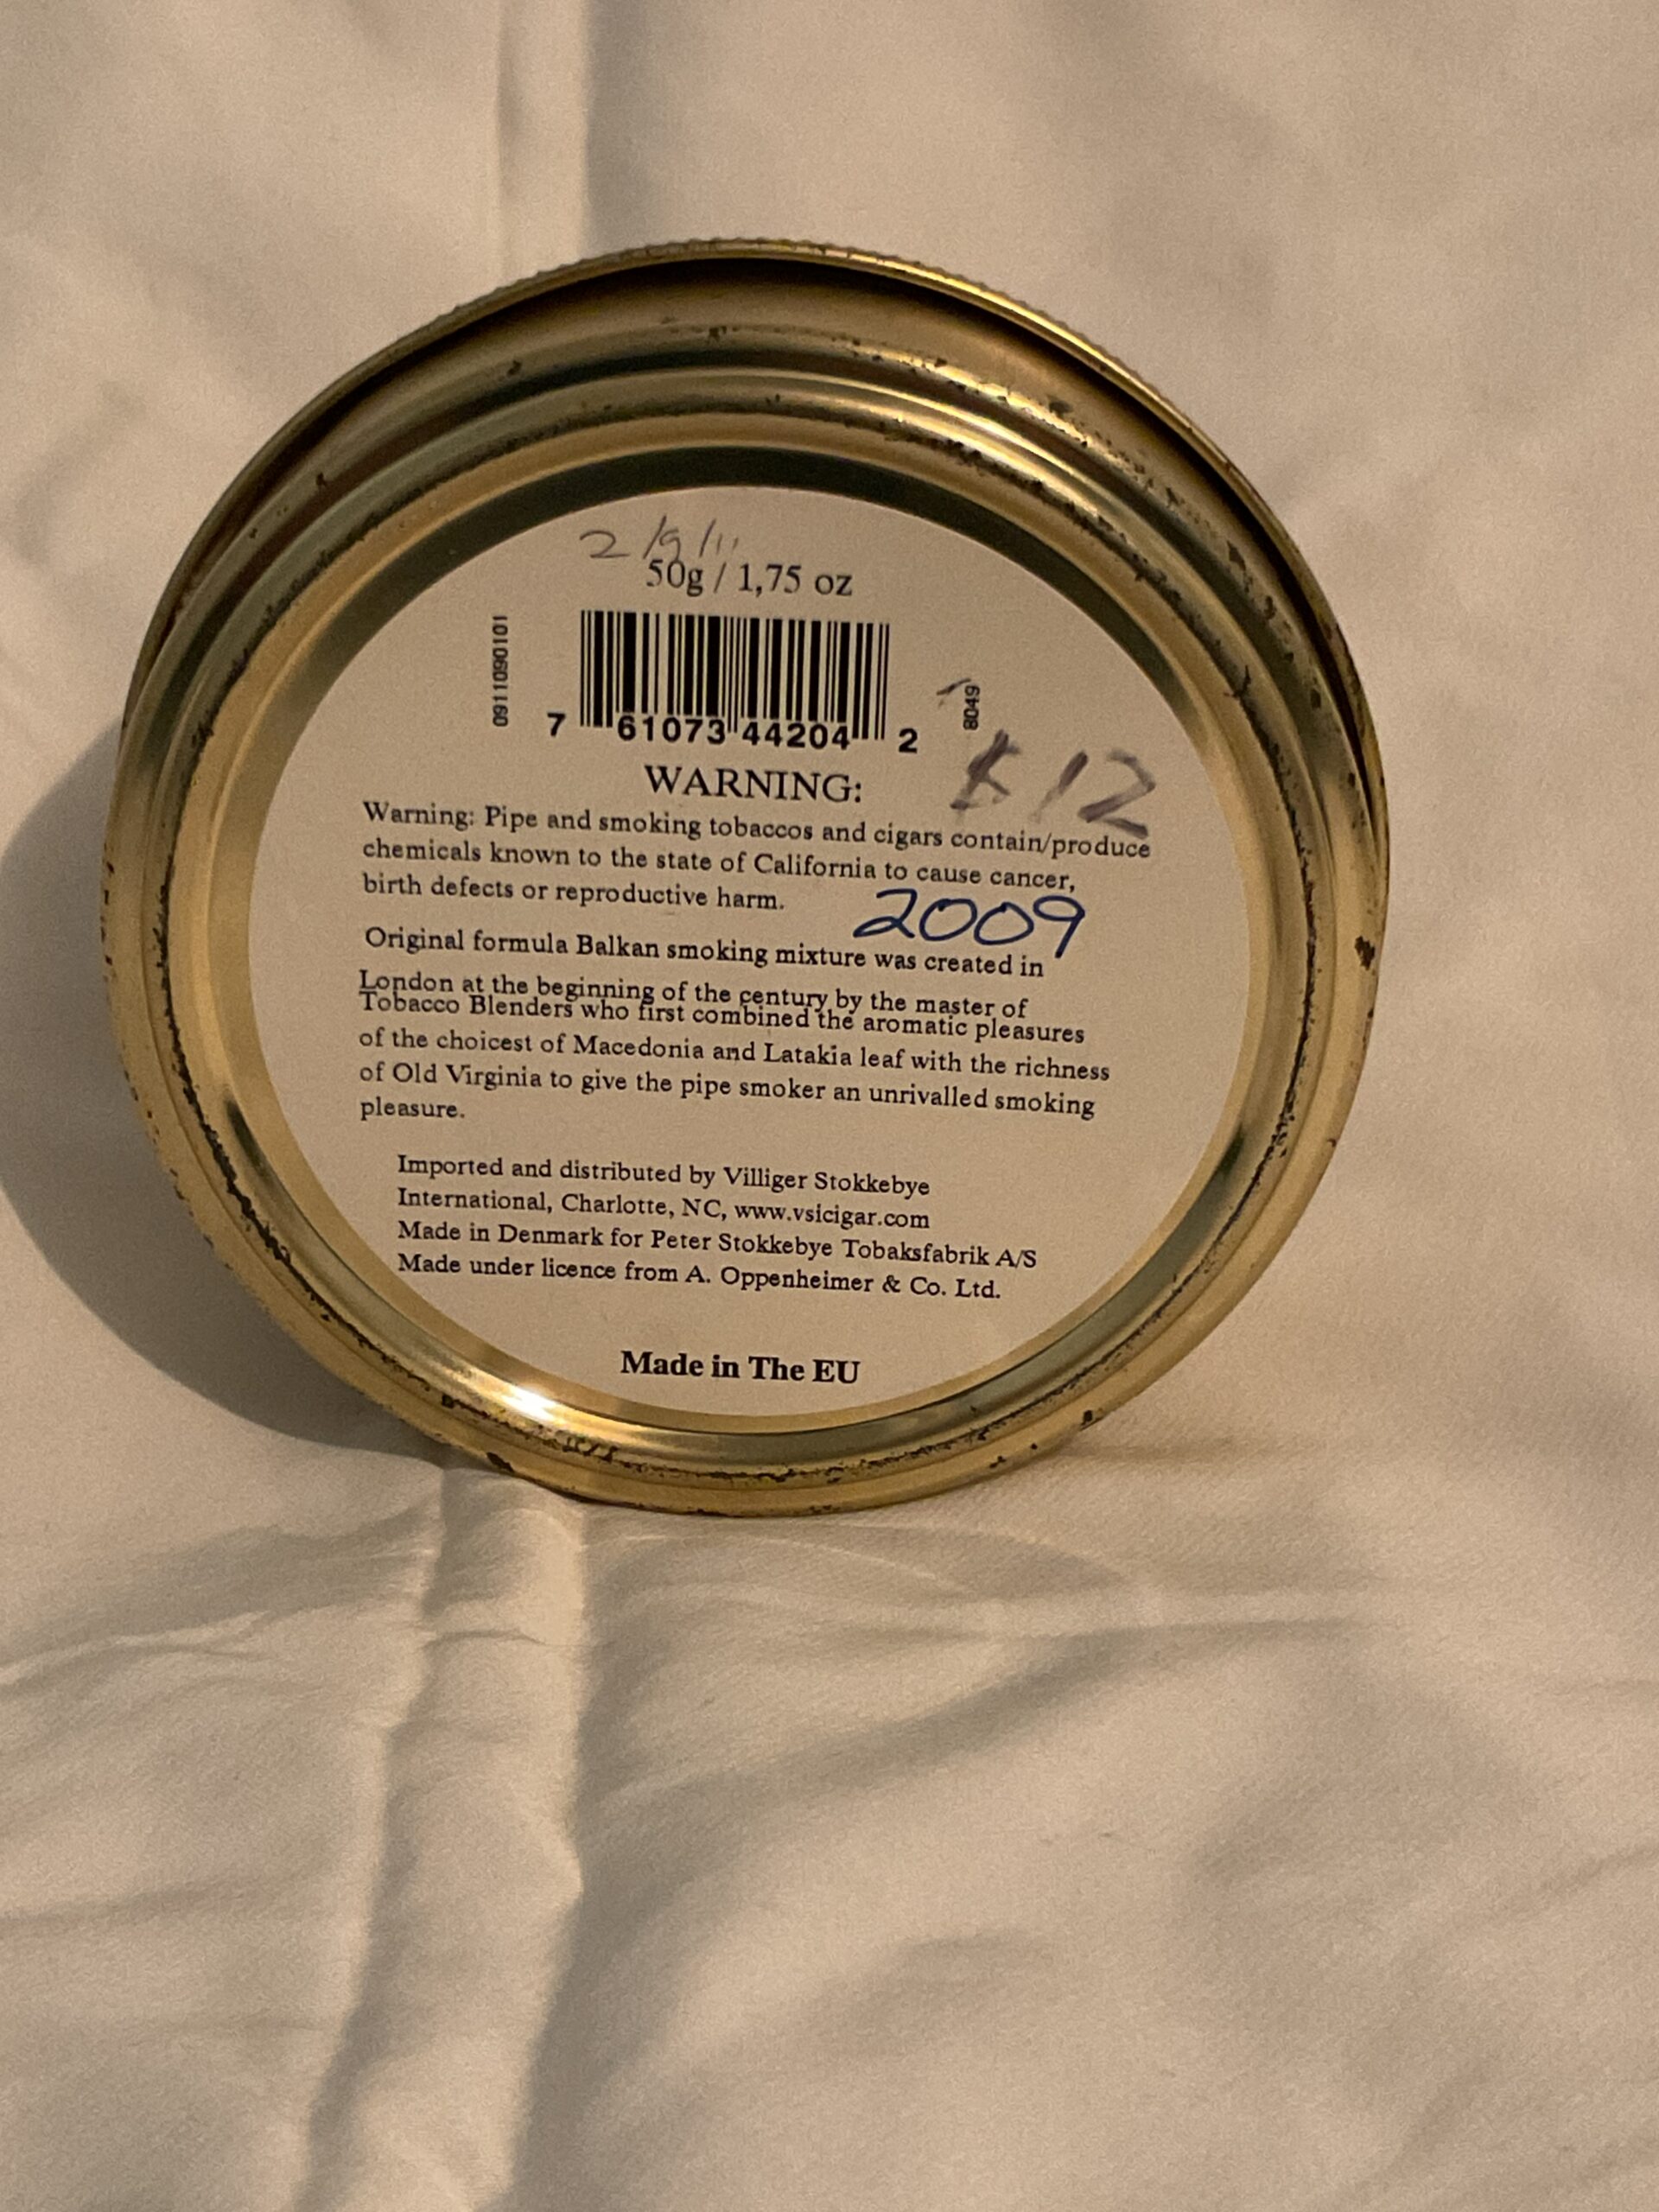 2/9/11
50g / 1,75 oz
0911090101
7 61073 44204 2
8049
$12
WARNING:
Warning: Pipe and smoking tobaccos and cigars contain/produce
chemicals known to the state of California to cause cancer,
birth defects or reproductive harm.
2009
Original formula Balkan smoking mixture was created in
London at the beginning of the century by the master of
Tobacco Blenders who first combined the aromatic pleasures
of the choicest of Macedonia and Latakia leaf with the richness
of Old Virginia to give the pipe smoker an unrivalled smoking
pleasure.
Imported and distributed by Villiger Stokkebye
International, Charlotte, NC, www.vsicigar.com
Made in Denmark for Peter Stokkebye Tobaksfabrik A/S
Made under licence from A. Oppenheimer & Co. Ltd.
Made in The EU